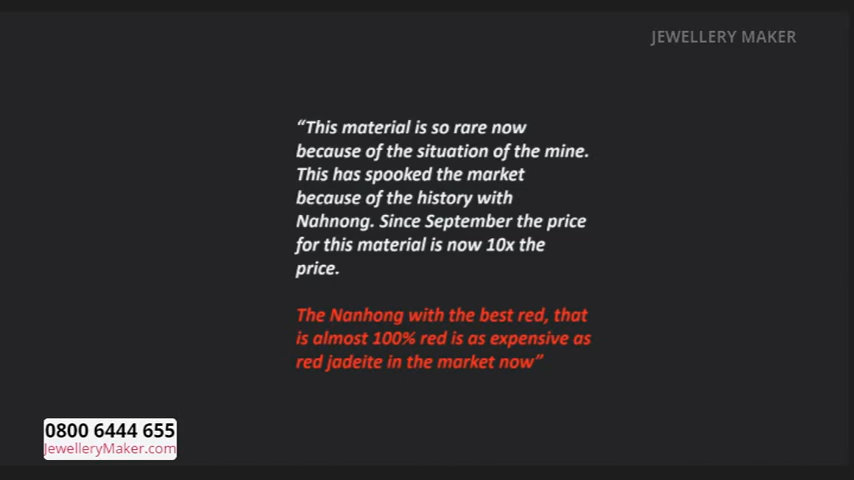 JEWELLERY MAKER
“This material is so rare now
because of the situation of the mine.
This has spooked the market
because of the history with
Nahnong. Since September the price
for this material is now 10x the
price.
The Nanhong with the best red, that
is almost 100% red is as expensive as
red jadeite in the market now”
0800 6444 655
JewelleryMaker.com